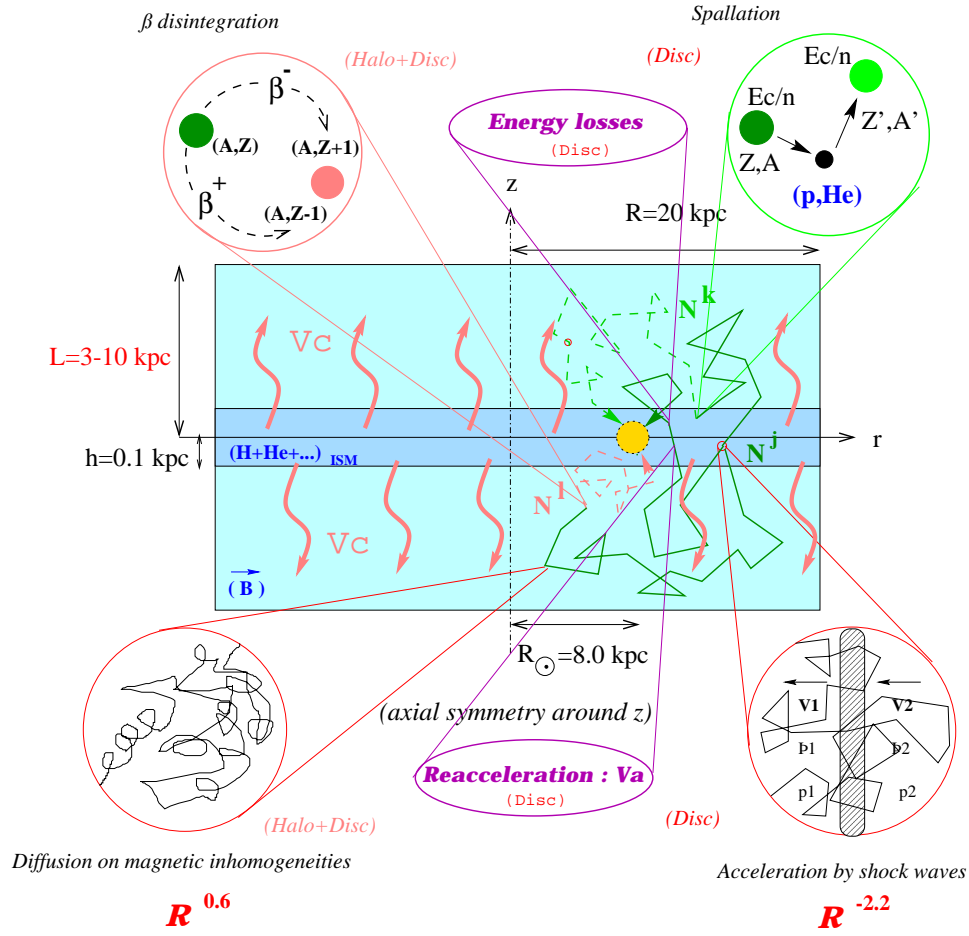 β disintegration
Spallation
(Halo+Disc)
(Disc)
β-
(A,Z)
(A,Z+1)
β+
(A,Z-1)
Energy losses
(Disc)
Ec/n
Ec/n
Z',A'
Z,A
(p,He)
z
R=20 kpc
N k
Vc
L=3-10 kpc
r
N j
h=0.1 kpc
(H+He+...) ISM
N l
Vc
( B )
R⊙=8.0 kpc
(axial symmetry around z)
V1
V2
Þ1
Þ2
p1
p2
Reacceleration : Va
(Disc)
(Halo+Disc)
(Disc)
Diffusion on magnetic inhomogeneities
Acceleration by shock waves
R 0.6
R -2.2